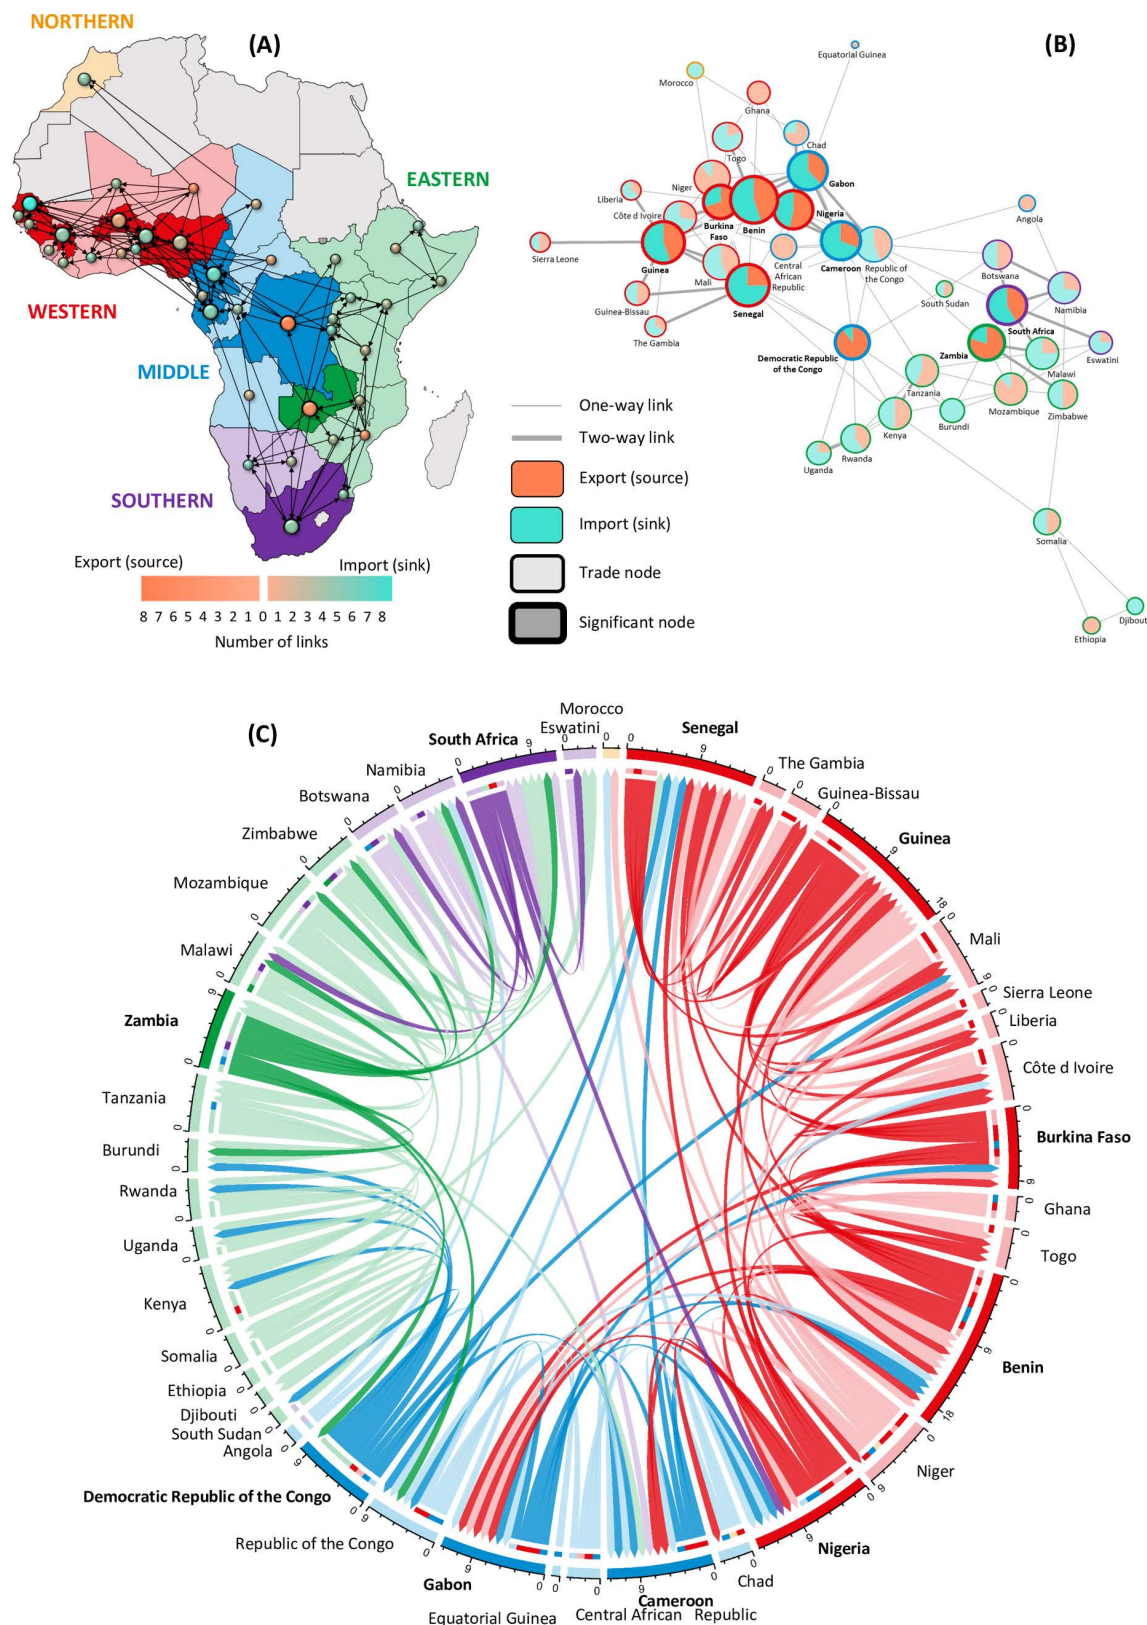 NORTHERN
(A)
EASTERN
WESTERN
MIDDLE
SOUTHERN
Export (source)
Import (sink)
8 7 6 5 4 3 2 1 0 1 2 3 4 5 6 7 8
Number of links
(B)
Equatorial Guinea
Morocco
Ghana
Chad
Togo
Gabon
Niger
Liberia
Côte d Ivoire
Burkina
Faso
Benin
Nigeria
Angola
Sierra Leone
Guinea
Mali
Central
African
Republic
Cameroon
Republic of
the Congo
Botswana
Namibia
Guinea-Bissau
Senegal
South Sudan
South Africa
The Gambia
Democratic Republic
of the Congo
Zambia
Malawi
Eswatini
Tanzania
Mozambique
Zimbabwe
Burundi
Kenya
Rwanda
Uganda
Somalia
Djibouti
Ethiopia
One-way link
Two-way link
Export (source)
Import (sink)
Trade node
Significant node
(C)
Morocco
Eswatini
Senegal
South Africa
The Gambia
Namibia
Guinea-Bissau
Botswana
Guinea
Zimbabwe
Mozambique
Mali
Malawi
Sierra Leone
Zambia
Liberia
Côte d Ivoire
Tanzania
Burkina Faso
Burundi
Rwanda
Ghana
Uganda
Togo
Kenya
Somalia
Benin
Ethiopia
Djibouti
South Sudan
Angola
Niger
Democratic Republic of the Congo
Republic of the Congo
Nigeria
Gabon
Chad
Cameroon
Equatorial Guinea
Central African Republic